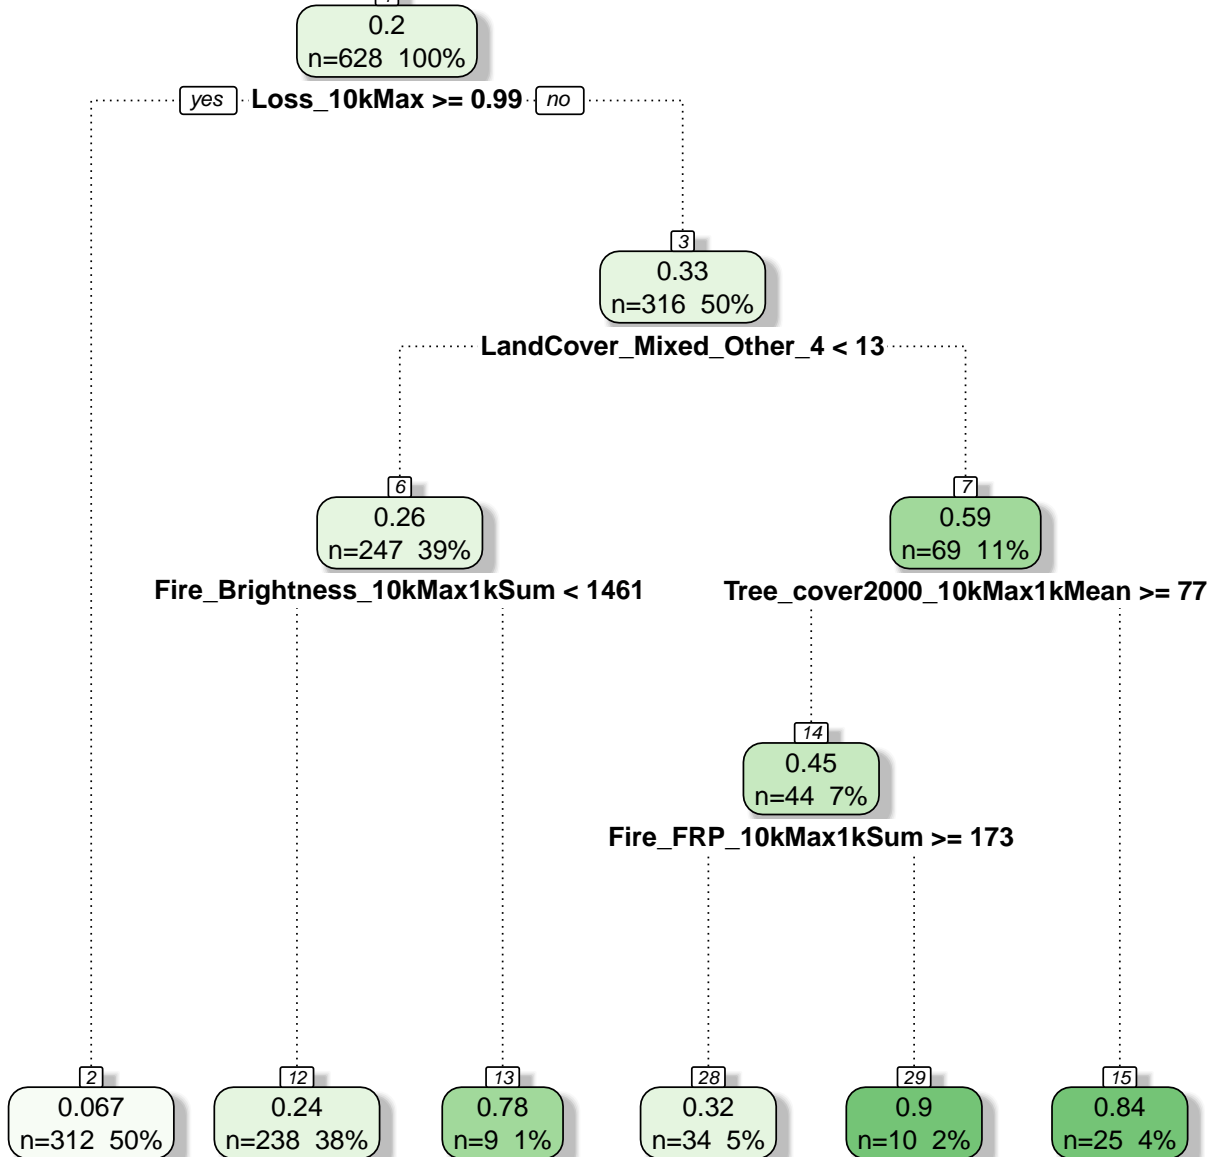 0.2
n=628 100%
yes Loss_10kMax >= 0.99 no
3
0.33
n=316 50%
LandCover_Mixed_Other_4 < 13
6 7
0.26 0.59
n=247 39% n=69 11%
Fire_Brightness_10kMax1kSum < 1461 Tree_cover2000_10kMax1kMean >= 77
14
0.45
n=44 7%
Fire_FRP_10kMax1kSum >= 173
2 12 13 28 29 15
0.067 0.24 0.78 0.32 0.9 0.84
n=312 50% n=238 38% n=9 1% n=34 5% n=10 2% n=25 4%